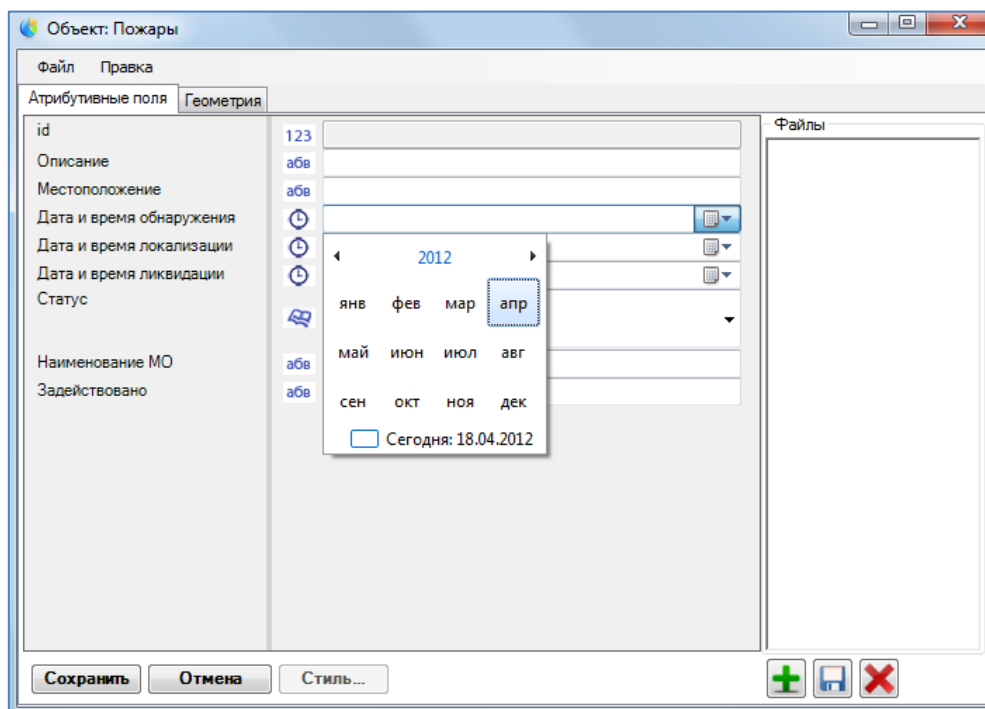 Объект: Пожары
Файл Правка
Атрибутивные поля Геометрия
Файлы
id 123
Описание абв
Местоположение абв
Дата и время обнаружения
Дата и время локализации
Дата и время ликвидации
Статус
Наименование МО абв
Задействовано абв
2012
янв фев мар апр
май июн июл авг
сен окт ноя дек
Сегодня: 18.04.2012
Сохранить Отмена Стиль...